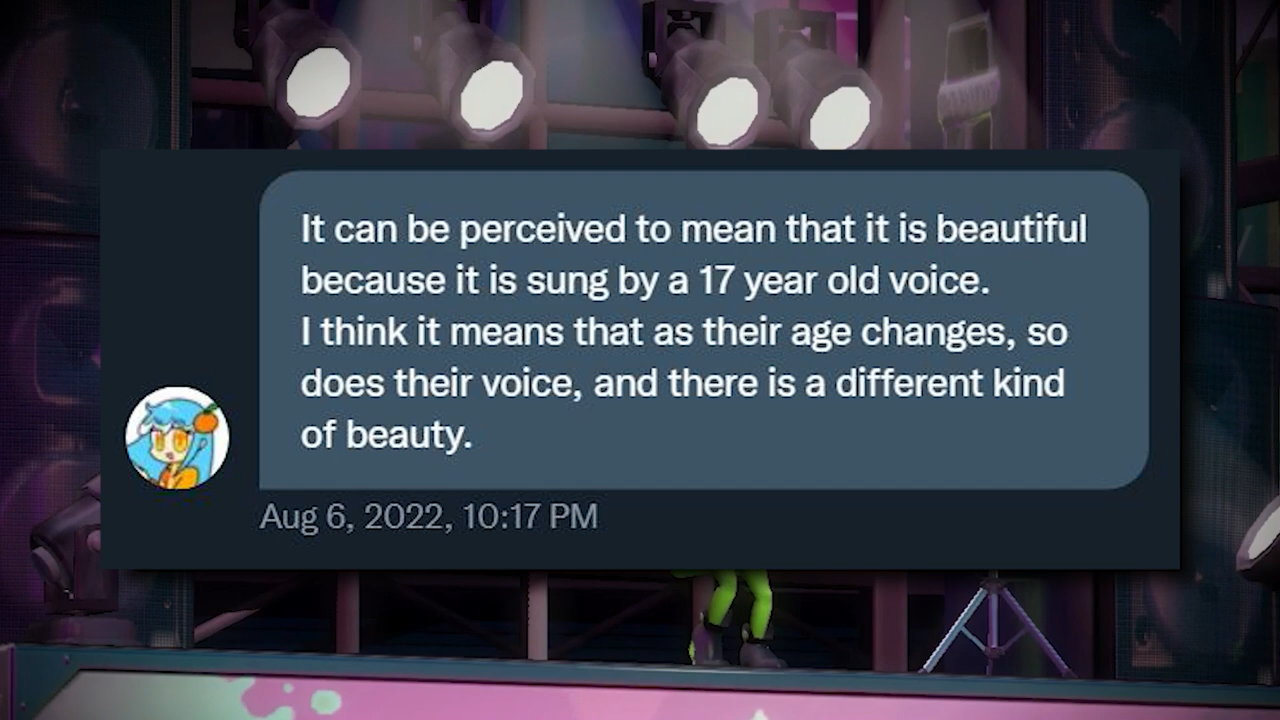 It can be perceived to mean that it is beautiful
because it is sung by a 17 year old voice.
I think it means that as their age changes, so
does their voice, and there is a different kind
of beauty.
Aug 6, 2022, 10:17 PM